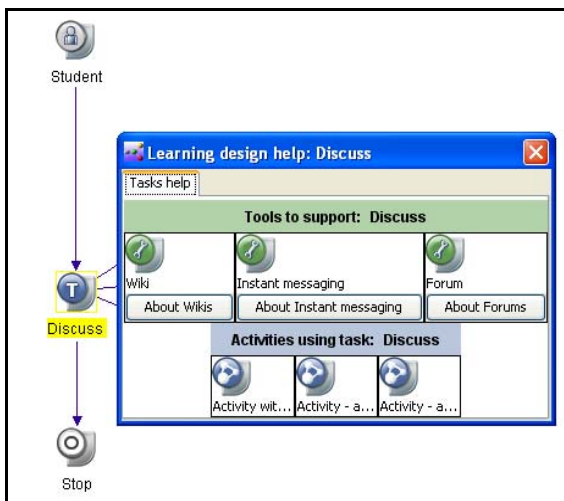 Student
Learning design help: Discuss
Tasks help
Tools to support: Discuss
Wiki
Instant messaging
Forum
About Wikis
About Instant messaging
About Forums
T
Discuss
Activities using task: Discuss
Activity wit...
Activity - a...
Activity - a...
Stop